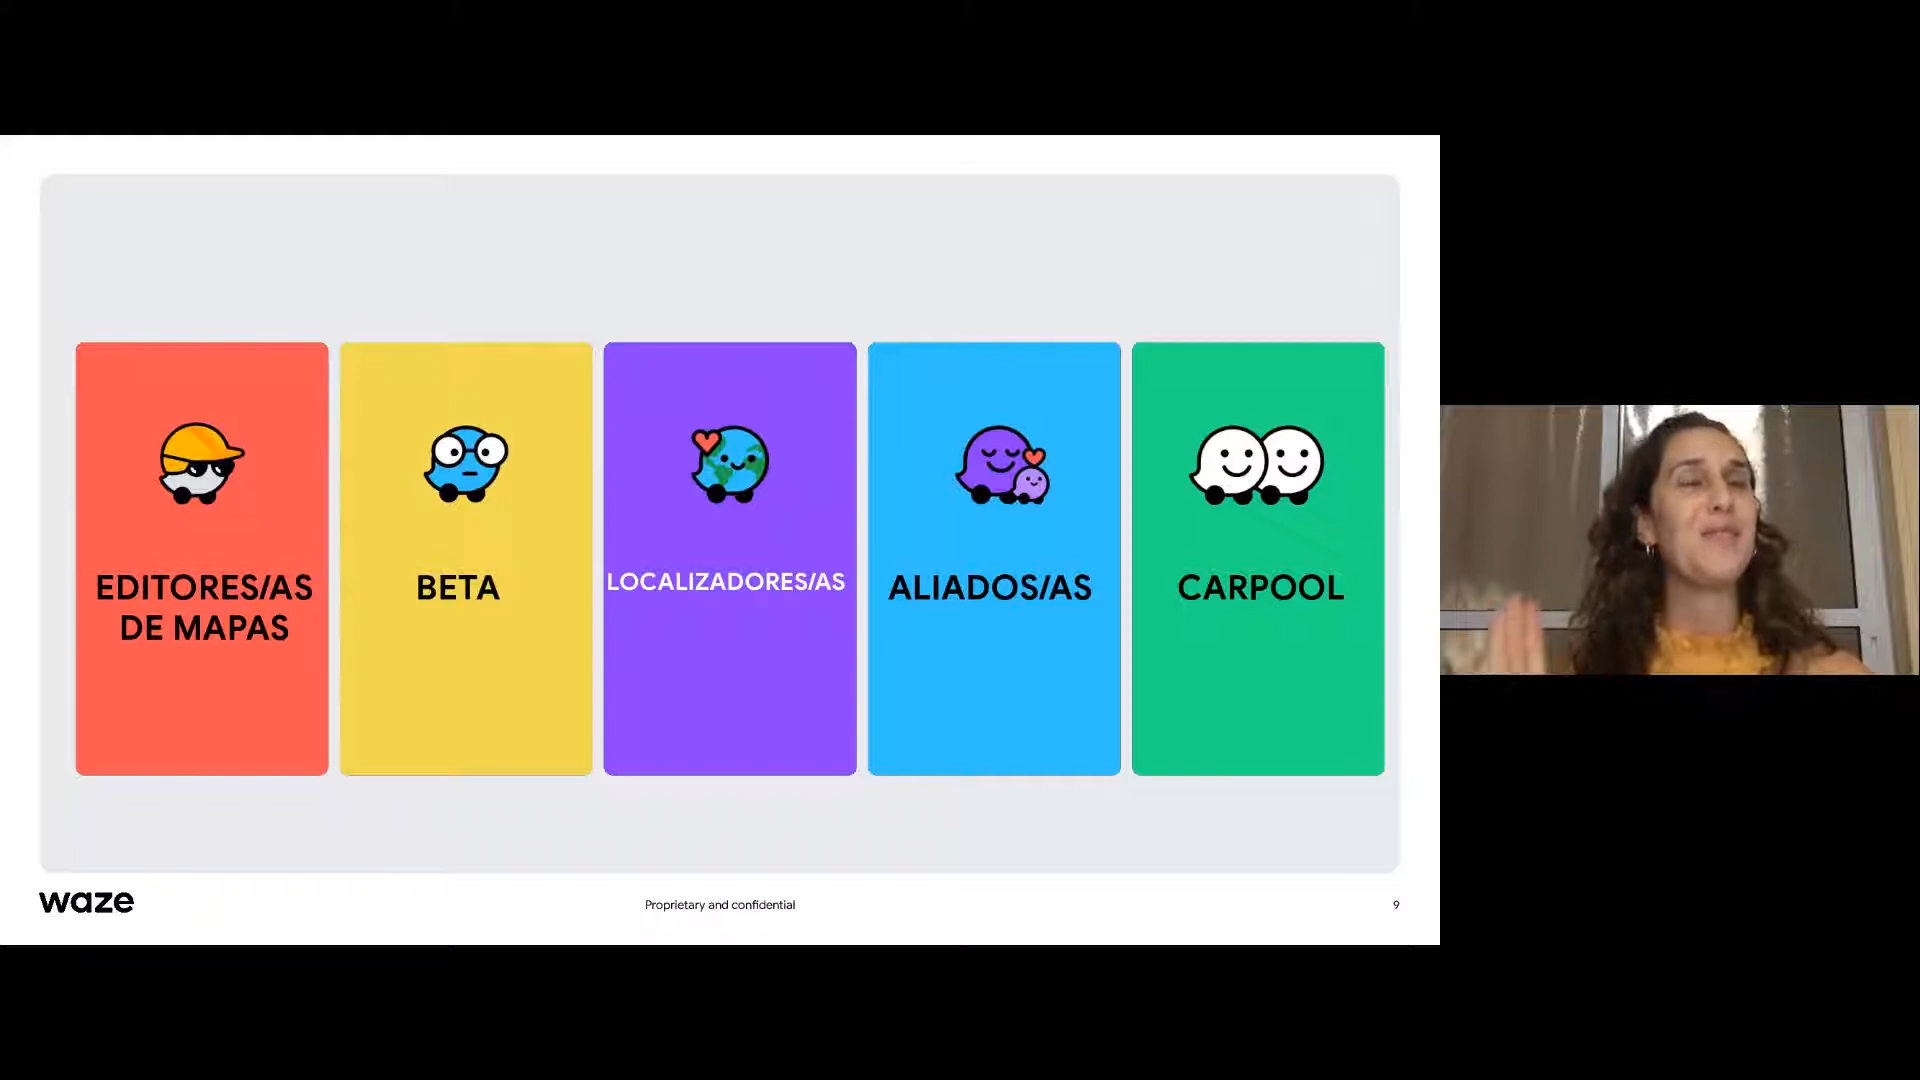 EDITORES/AS
DE MAPAS
BETA
LOCALIZADORES/AS
ALIADOS/AS
CARPOOL
waze
Proprietary and confidential
9